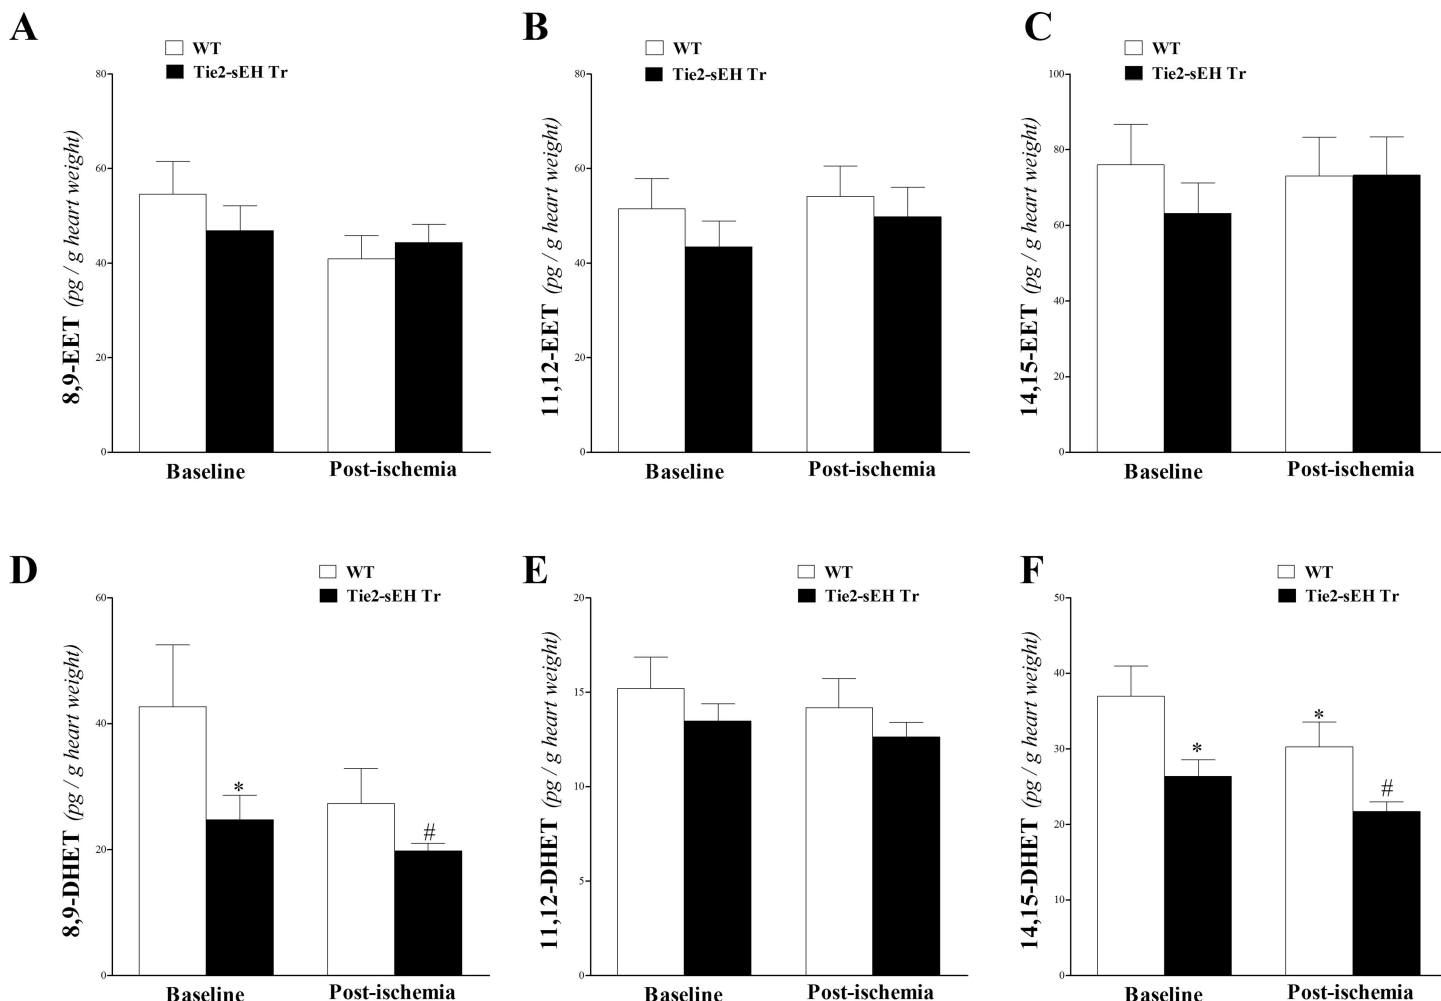 A
WT
Tie2-sEH Tr
8,9-EET (pg / g heart weight)
80
60
40
20
0
Baseline
Post-ischemia
B
WT
Tie2-sEH Tr
11,12-EET (pg / g heart weight)
80
60
40
20
0
Baseline
Post-ischemia
C
WT
Tie2-sEH Tr
14,15-EET (pg / g heart weight)
100
80
60
40
20
0
Baseline
Post-ischemia
D
WT
Tie2-sEH Tr
8,9-DHET (pg / g heart weight)
60
40
20
0
*
#
Baseline
Post-ischemia
E
WT
Tie2-sEH Tr
11,12-DHET (pg / g heart weight)
20
15
10
5
0
Baseline
Post-ischemia
F
WT
Tie2-sEH Tr
14,15-DHET (pg / g heart weight)
50
40
30
20
10
0
*
*
#
Baseline
Post-ischemia